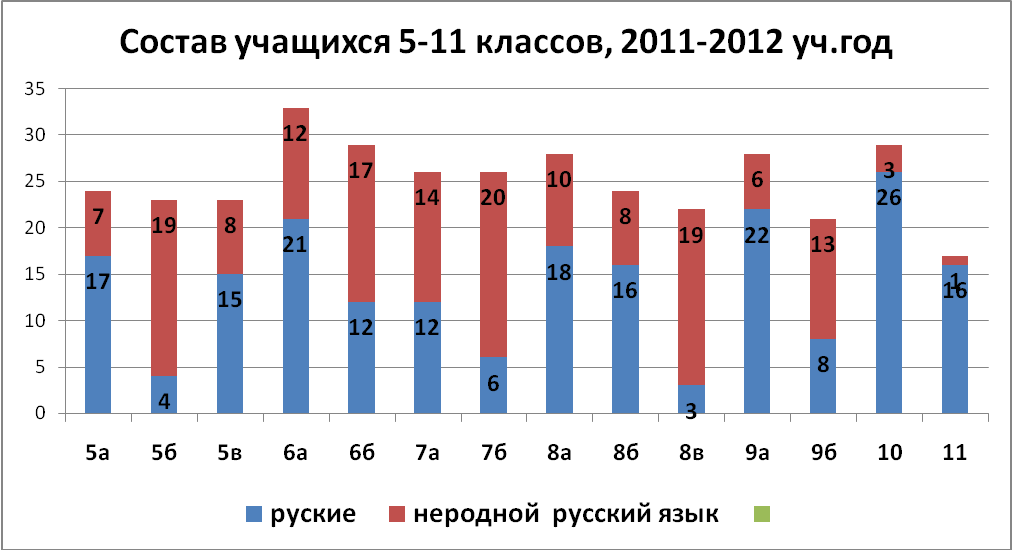 Состав учащихся 5-11 классов, 2011-2012 уч.год
35
30
25
20
15
10
5
0
7 19 8 12 17 14 20 10 8 19 6 13 3 1
17 4 15 21 12 12 6 18 16 3 22 8 26 16
5а 5б 5в 6а 6б 7а 7б 8а 8б 8в 9а 9б 10 11
руские неродной русский язык